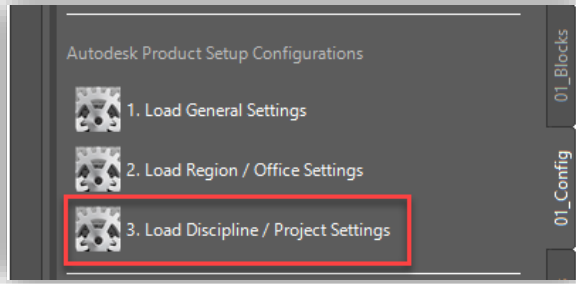 Autodesk Product Setup Configurations
1. Load General Settings
2. Load Region / Office Settings
3. Load Discipline / Project Settings
01_Blocks
01_Config